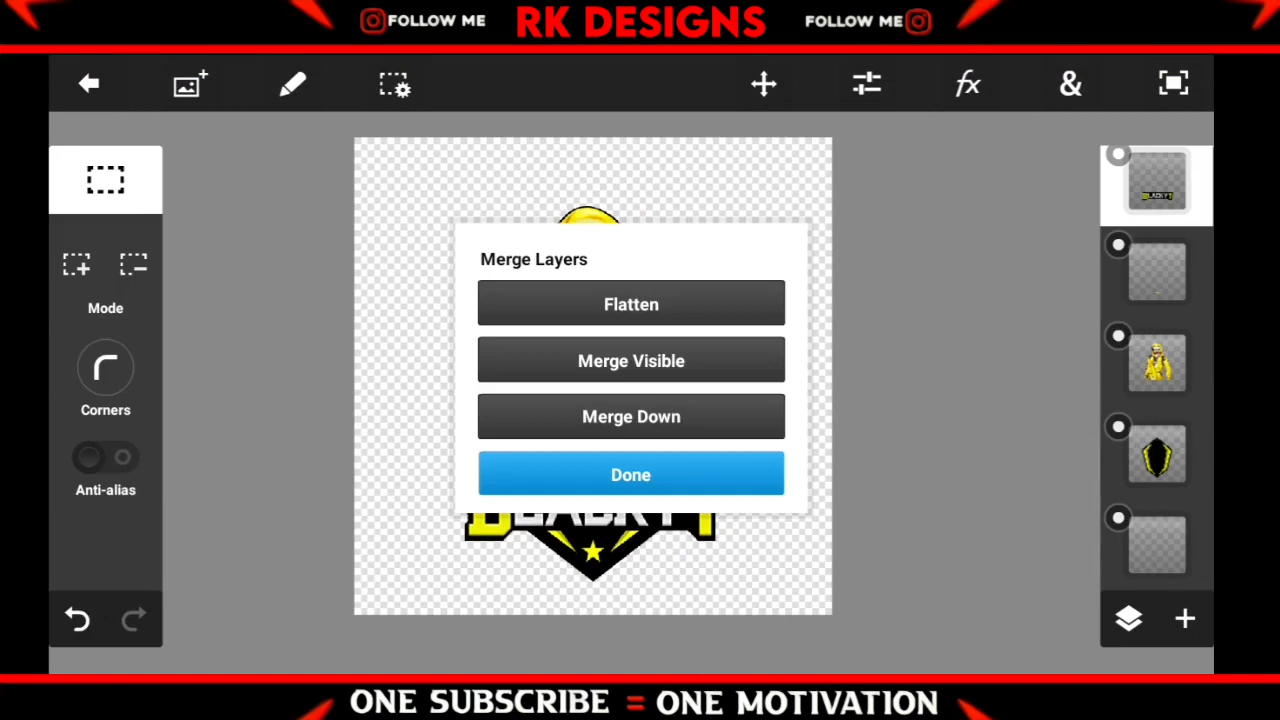 FOLLOW ME
RK DESIGNS
FOLLOW ME
fx
&
Merge Layers
Flatten
Merge Visible
Merge Down
Done
Mode
Corners
Anti-alias
ONE SUBSCRIBE = ONE MOTIVATION